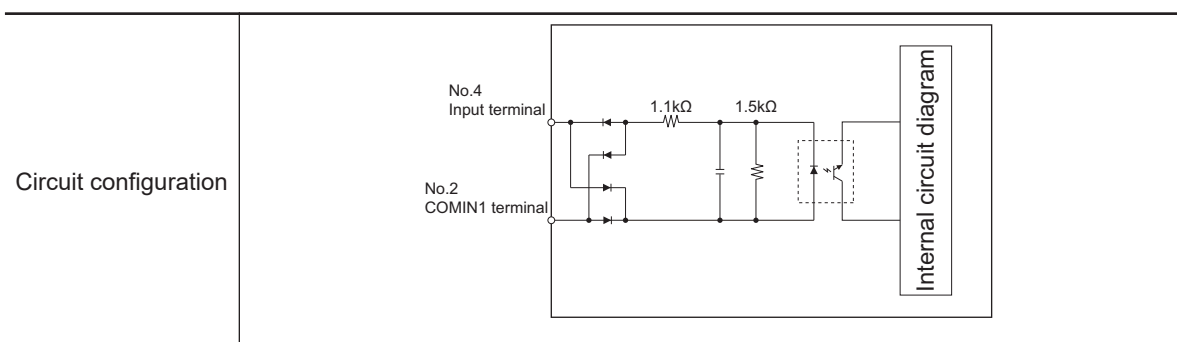 Circuit configuration
No.4
Input terminal
1.1kΩ
1.5kΩ
No.2
COMIN1 terminal
Internal circuit diagram